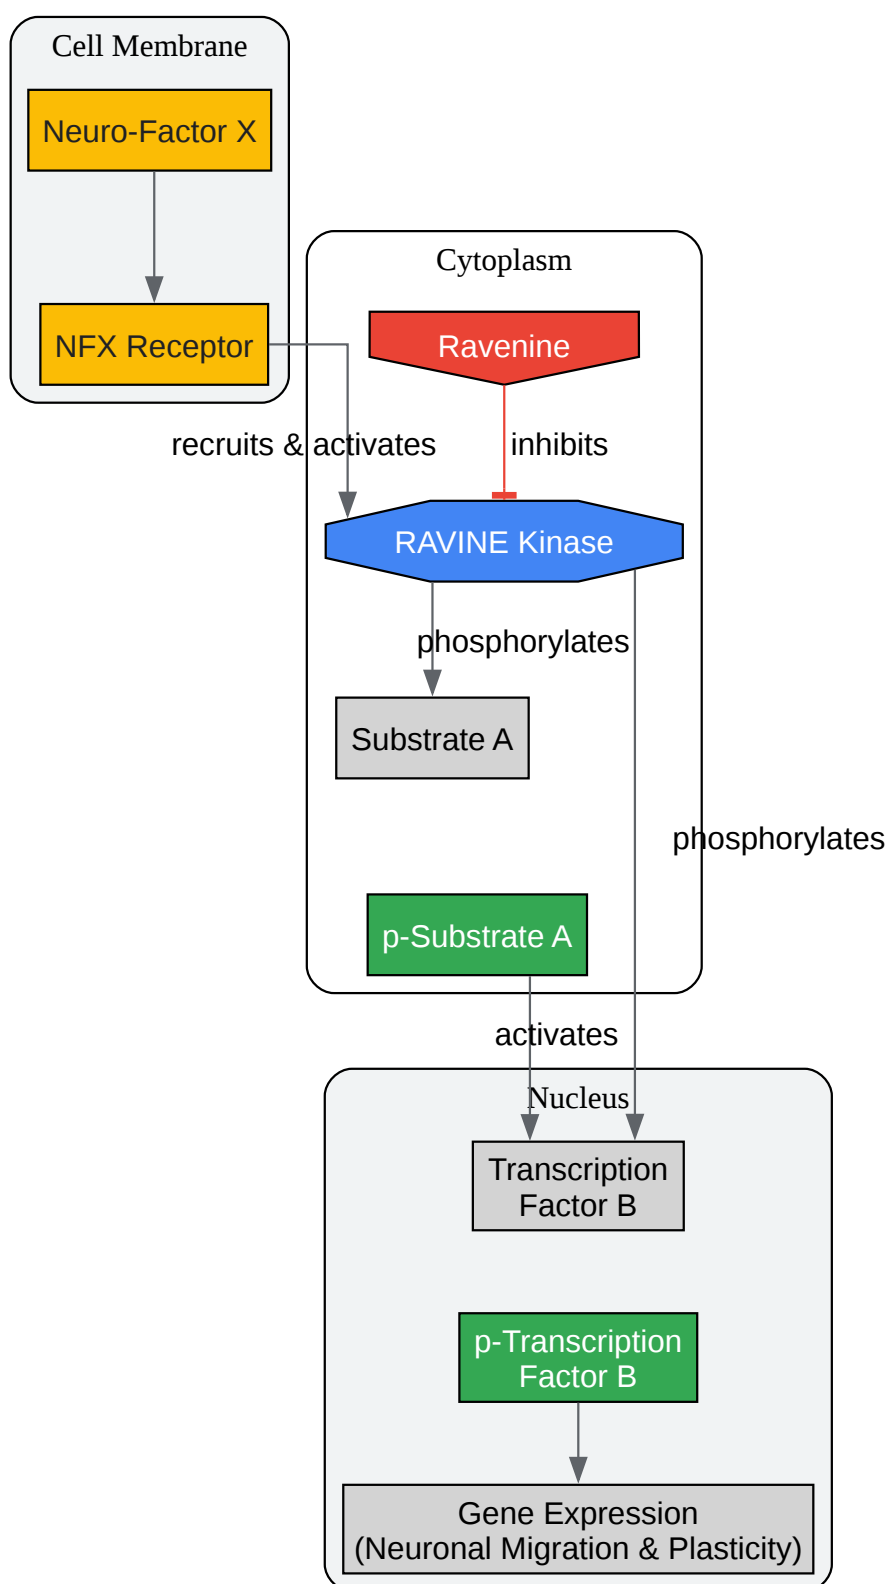 Cell Membrane
Neuro-Factor X
NFX Receptor
Cytoplasm
Ravenine
recruits & activates
inhibits
RAVINE Kinase
phosphorylates
Substrate A
phosphorylates
p-Substrate A
activates
Nucleus
Transcription
Factor B
p-Transcription
Factor B
Gene Expression
(Neuronal Migration & Plasticity)